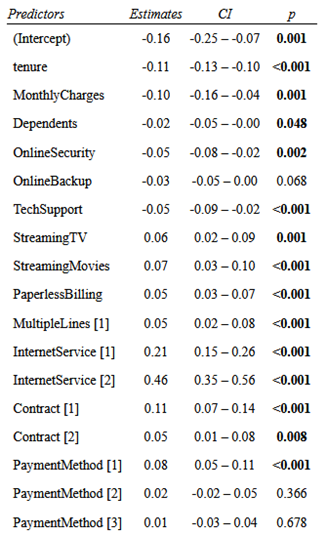 Predictors Estimates CI p
(Intercept) -0.16 -0.25 – -0.07 0.001
tenure -0.11 -0.13 – -0.10 <0.001
MonthlyCharges -0.10 -0.16 – -0.04 0.001
Dependents -0.02 -0.05 – -0.00 0.048
OnlineSecurity -0.05 -0.08 – -0.02 0.002
OnlineBackup -0.03 -0.05 – 0.00 0.068
TechSupport -0.05 -0.09 – -0.02 <0.001
StreamingTV 0.06 0.02 – 0.09 0.001
StreamingMovies 0.07 0.03 – 0.10 <0.001
PaperlessBilling 0.05 0.03 – 0.07 <0.001
MultipleLines [1] 0.05 0.02 – 0.08 <0.001
InternetService [1] 0.21 0.15 – 0.26 <0.001
InternetService [2] 0.46 0.35 – 0.56 <0.001
Contract [1] 0.11 0.07 – 0.14 <0.001
Contract [2] 0.05 0.01 – 0.08 0.008
PaymentMethod [1] 0.08 0.05 – 0.11 <0.001
PaymentMethod [2] 0.02 -0.02 – 0.05 0.366
PaymentMethod [3] 0.01 -0.03 – 0.04 0.678